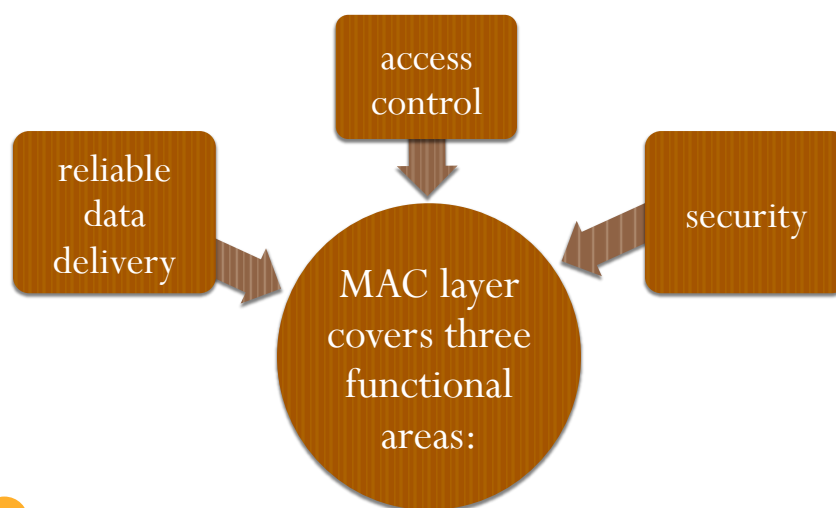 access
control
reliable
data
delivery
security
MAC layer
covers three
functional
areas: